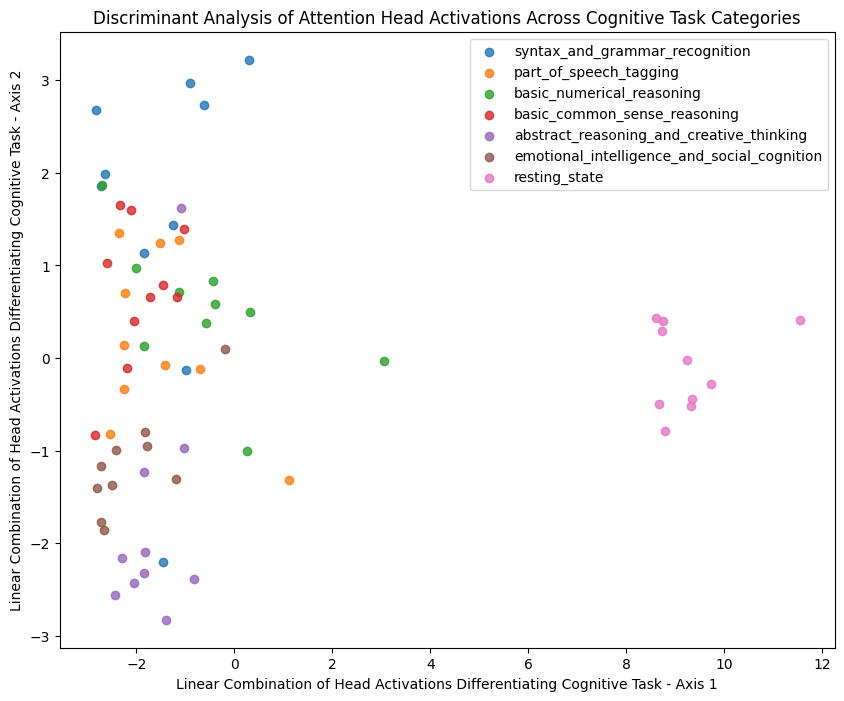 Discriminant Analysis of Attention Head Activations Across Cognitive Task Categories
Linear Combination of Head Activations Differentiating Cognitive Task - Axis 2
3
2
1
0
−1
−2
−3
syntax_and_grammar_recognition
part_of_speech_tagging
basic_numerical_reasoning
basic_common_sense_reasoning
abstract_reasoning_and_creative_thinking
emotional_intelligence_and_social_cognition
resting_state
−2
0
2
4
6
8
10
12
Linear Combination of Head Activations Differentiating Cognitive Task - Axis 1